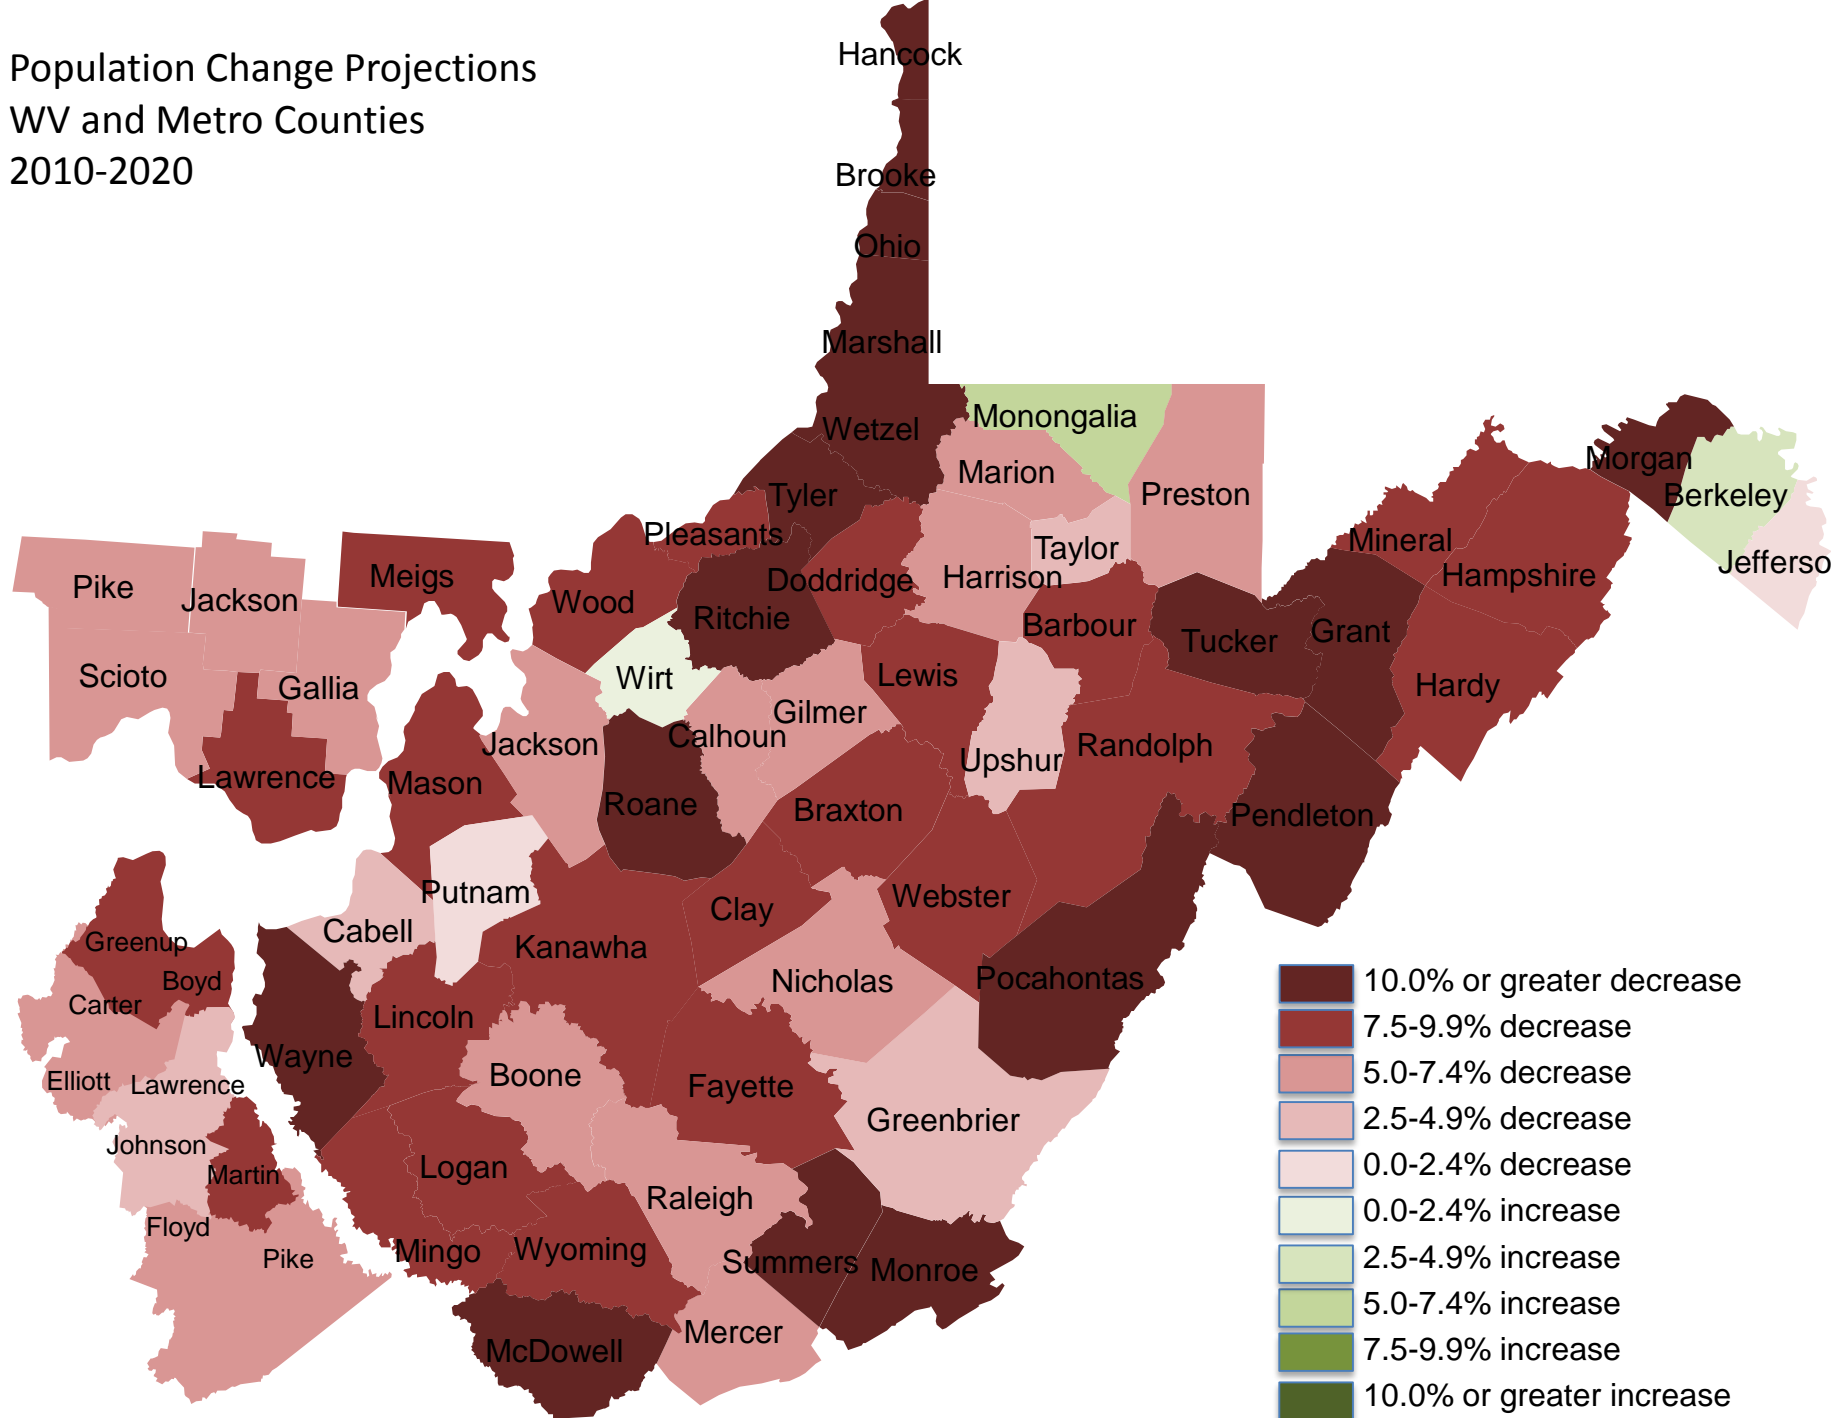 Population Change Projections
WV and Metro Counties
2010-2020
Hancock
Brooke
Ohio
Marshall
Wetzel
Monongalia
Marion
Preston
Tyler
Pleasants
Taylor
Harrison
Doddridge
Wood
Ritchie
Barbour
Tucker
Grant
Mineral
Hampshire
Morgan
Berkeley
Jefferso
Hardy
Pike
Jackson
Meigs
Scioto
Gallia
Lawrence
Wirt
Lewis
Gilmer
Calhoun
Jackson
Mason
Roane
Braxton
Upshur
Randolph
Pendleton
Putnam
Cabell
Clay
Webster
Kanawha
Nicholas
Pocahontas
Greenup
Boyd
Carter
Elliott
Lawrence
Johnson
Martin
Floyd
Pike
Wayne
Lincoln
Boone
Fayette
Greenbrier
Logan
Raleigh
Mingo
Wyoming
Summers
Monroe
McDowell
Mercer
10.0% or greater decrease
7.5-9.9% decrease
5.0-7.4% decrease
2.5-4.9% decrease
0.0-2.4% decrease
0.0-2.4% increase
2.5-4.9% increase
5.0-7.4% increase
7.5-9.9% increase
10.0% or greater increase